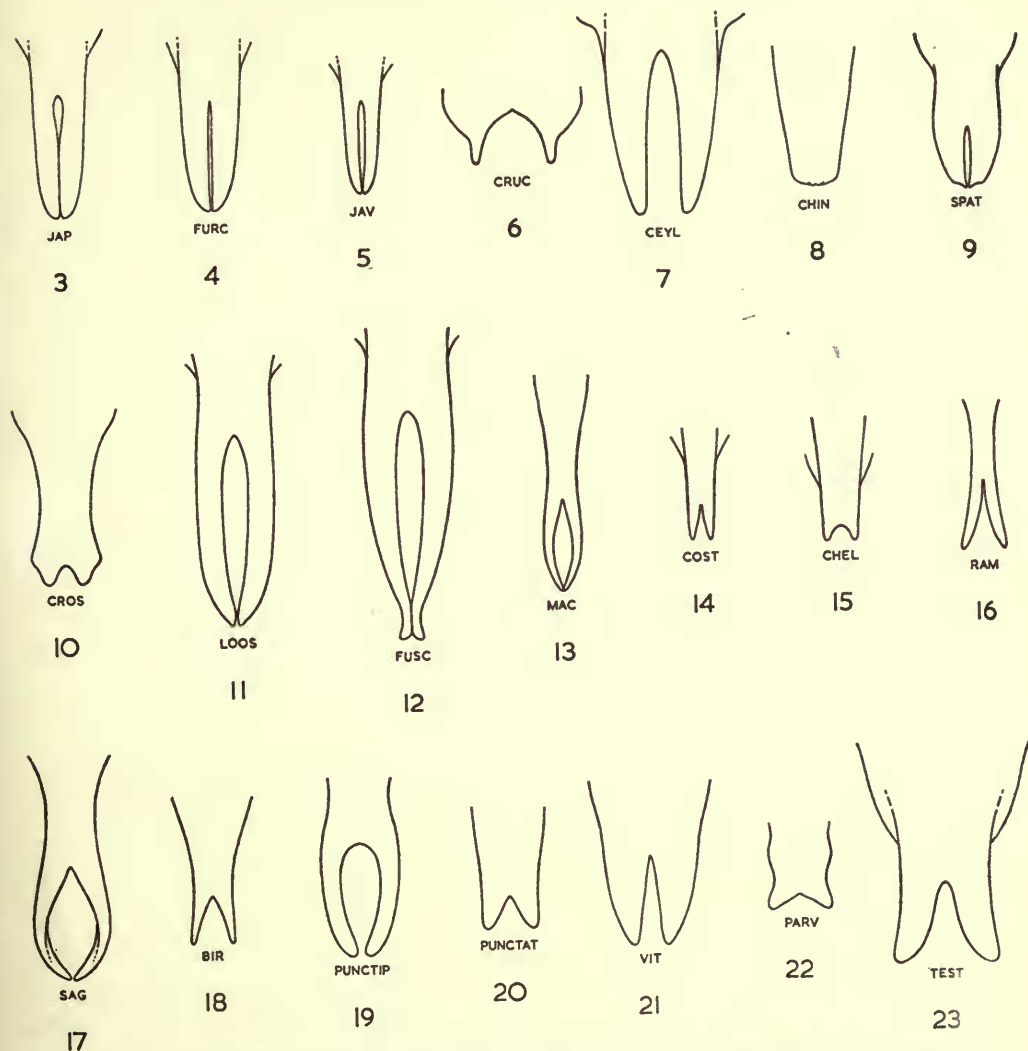 JAP FURC JAV CRUC CEYL CHIN SPAT
3 4 5 6 7 8 9
CROS LOOS FUSC MAC COST CHEL RAM
10 11 12 13 14 15 16
SAG BIR PUNCTIP PUNCTAT VIT PARV TEST
17 18 19 20 21 22 23